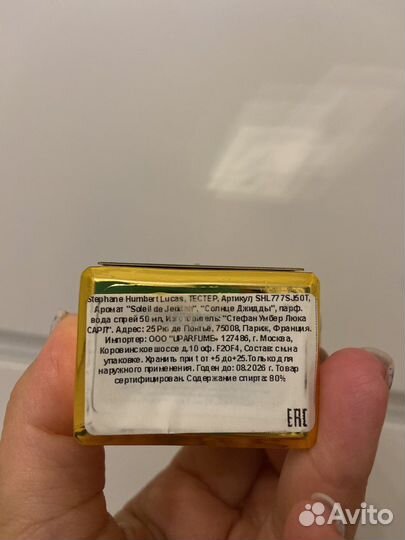 Stephane Humbert Lucas, ТЕСТЕР, Артикул SHL777SJ50T,
Аромат "Soleil de Jeddah", "Солнце Джидды", парф.
вода спрей 50 мл, Изготовитель: "Стефан Умбер Люка
САРЛ". Адрес: 25 Рю де Понтьё, 75008, Париж, Франция.
Импортер: ООО "UPARFUME» 127486, г. Москва,
Коровинское шоссе д.10 оф. F2OF4, Состав: см.на
упаковке. Хранить при t от +5 до+25.Только для
наружного применения. Годен до: 08.2026 г. Товар
сертифицирован. Содержание спирта: 80%
EAC
Avito